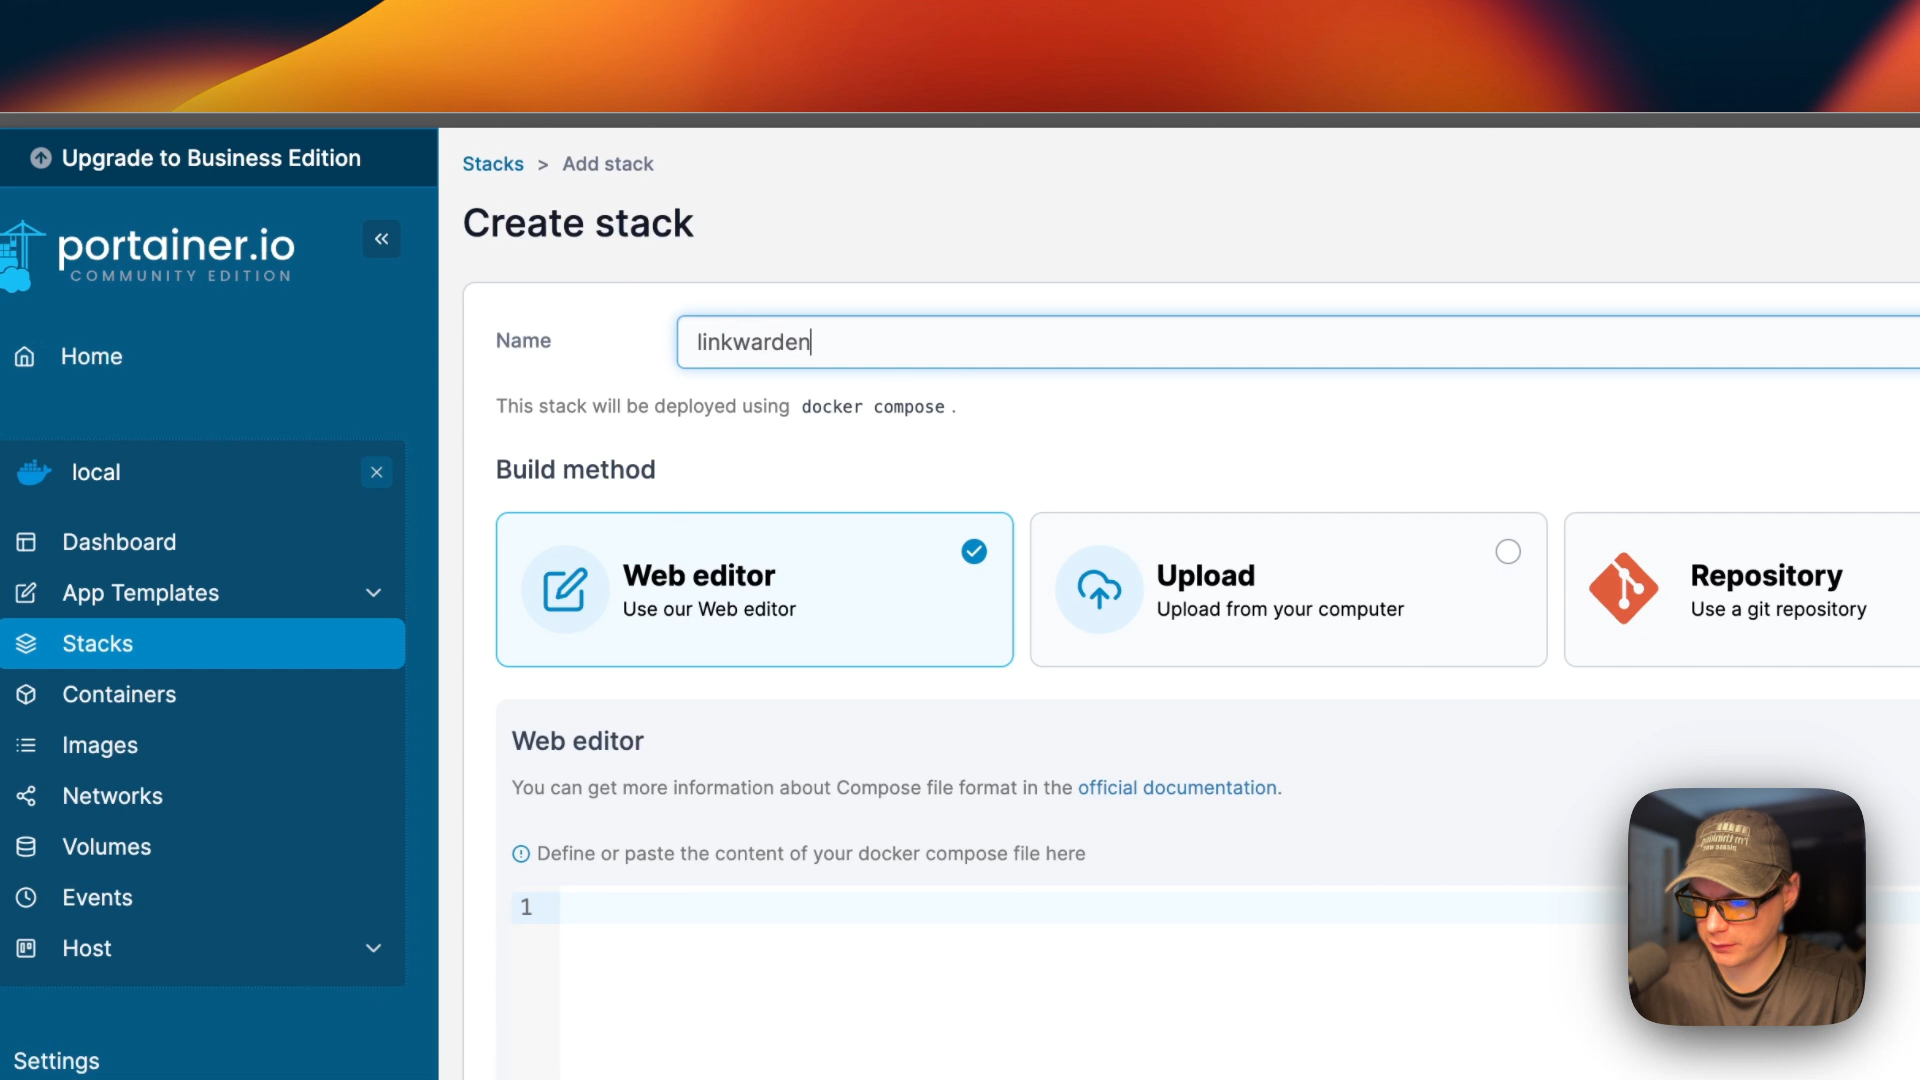 Upgrade to Business Edition
portainer.io
COMMUNITY EDITION
Home
local
Dashboard
App Templates
Stacks
Containers
Images
Networks
Volumes
Events
Host
Settings
Stacks > Add stack
Create stack
Name
linkwarden
This stack will be deployed using docker compose .
Build method
Web editor
Use our Web editor
Upload
Upload from your computer
Repository
Use a git repository
Web editor
You can get more information about Compose file format in the official documentation.
Define or paste the content of your docker compose file here
1